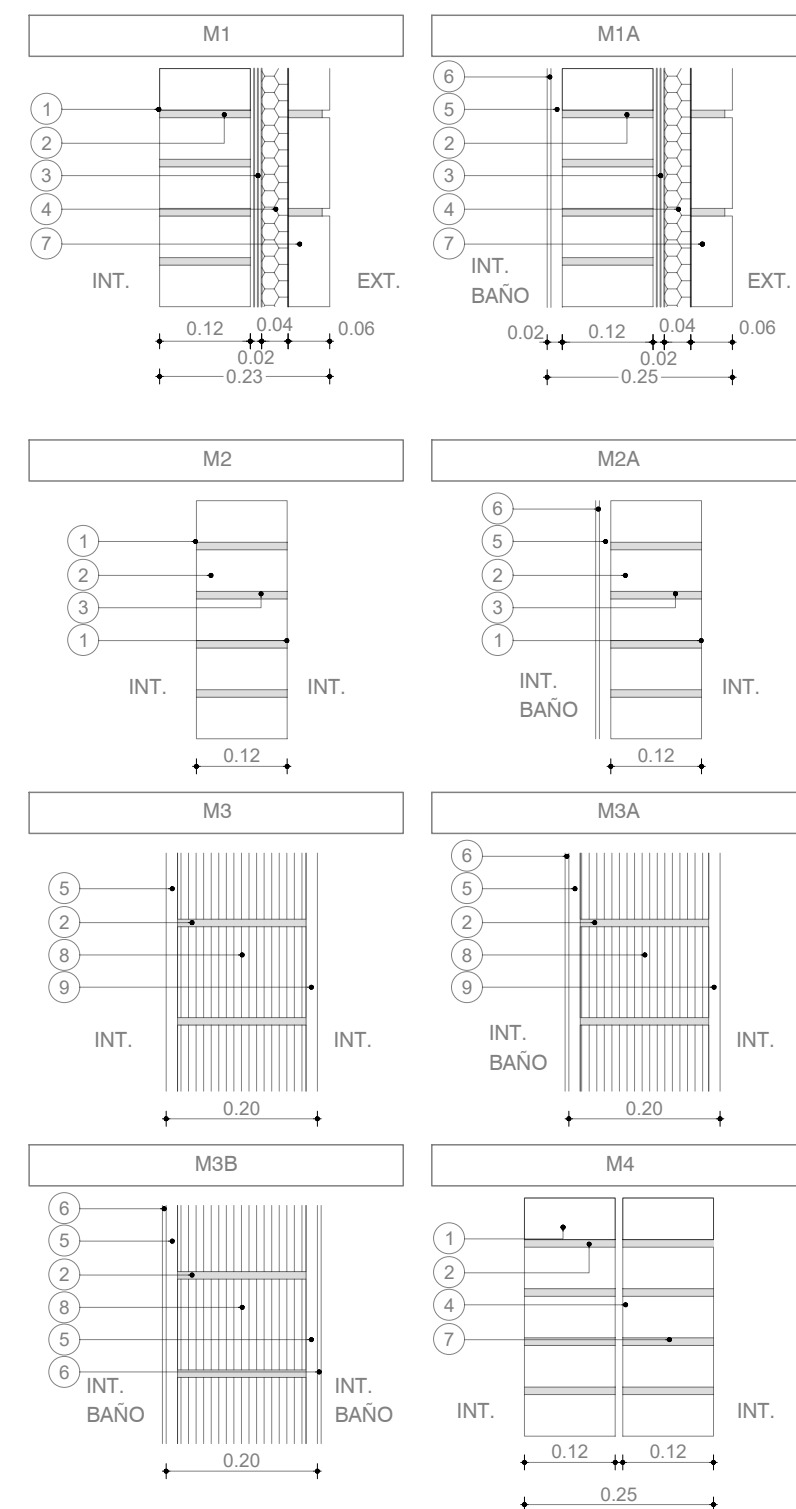 M1
1
2
3
4
7
INT.
EXT.
0.12
0.04
0.06
0.02
0.23
M1A
6
5
2
3
4
7
INT.
BAÑO
EXT.
0.02
0.12
0.04
0.06
0.02
0.25
M2
1
2
3
1
INT.
INT.
0.12
M2A
6
5
2
3
1
INT.
BAÑO
INT.
0.12
M3
5
2
8
9
INT.
INT.
0.20
M3A
6
5
2
8
9
INT.
BAÑO
INT.
0.20
M3B
6
5
2
8
5
6
INT.
BAÑO
INT.
BAÑO
0.20
M4
1
2
4
7
INT.
INT.
0.12
0.12
0.25